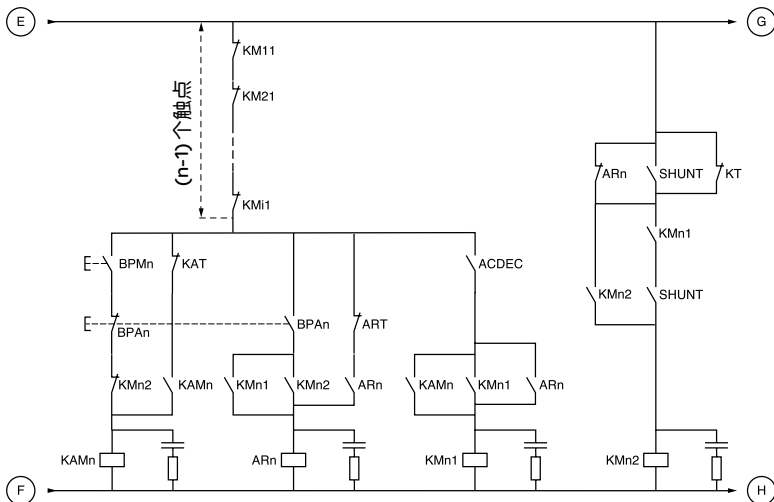 E
G
KM11
KM21
(n-1) 个触点
KMi1
ARn
SHUNT
KT
KMn1
BPMn
KAT
ACDEC
KMn2
SHUNT
BPAn
BPAn
ART
KMn2
KAMn
KMn1
KMn2
ARn
KAMn
KMn1
ARn
KAMn
ARn
KMn1
KMn2
F
H